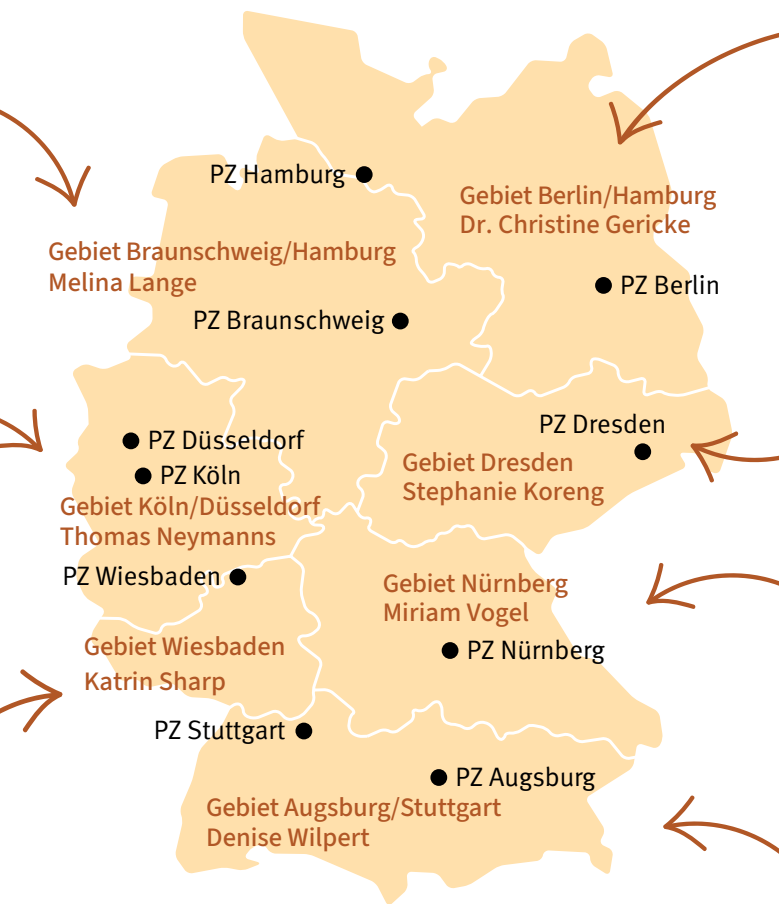 PZ Hamburg
Gebiet Berlin/Hamburg
Dr. Christine Gericke
Gebiet Braunschweig/Hamburg
Melina Lange
PZ Berlin
PZ Braunschweig
PZ Dresden
PZ Düsseldorf
PZ Köln
Gebiet Dresden
Stephanie Koreng
Gebiet Köln/Düsseldorf
Thomas Neymanns
PZ Wiesbaden
Gebiet Nürnberg
Miriam Vogel
Gebiet Wiesbaden
Katrin Sharp
PZ Nürnberg
PZ Stuttgart
PZ Augsburg
Gebiet Augsburg/Stuttgart
Denise Wilpert